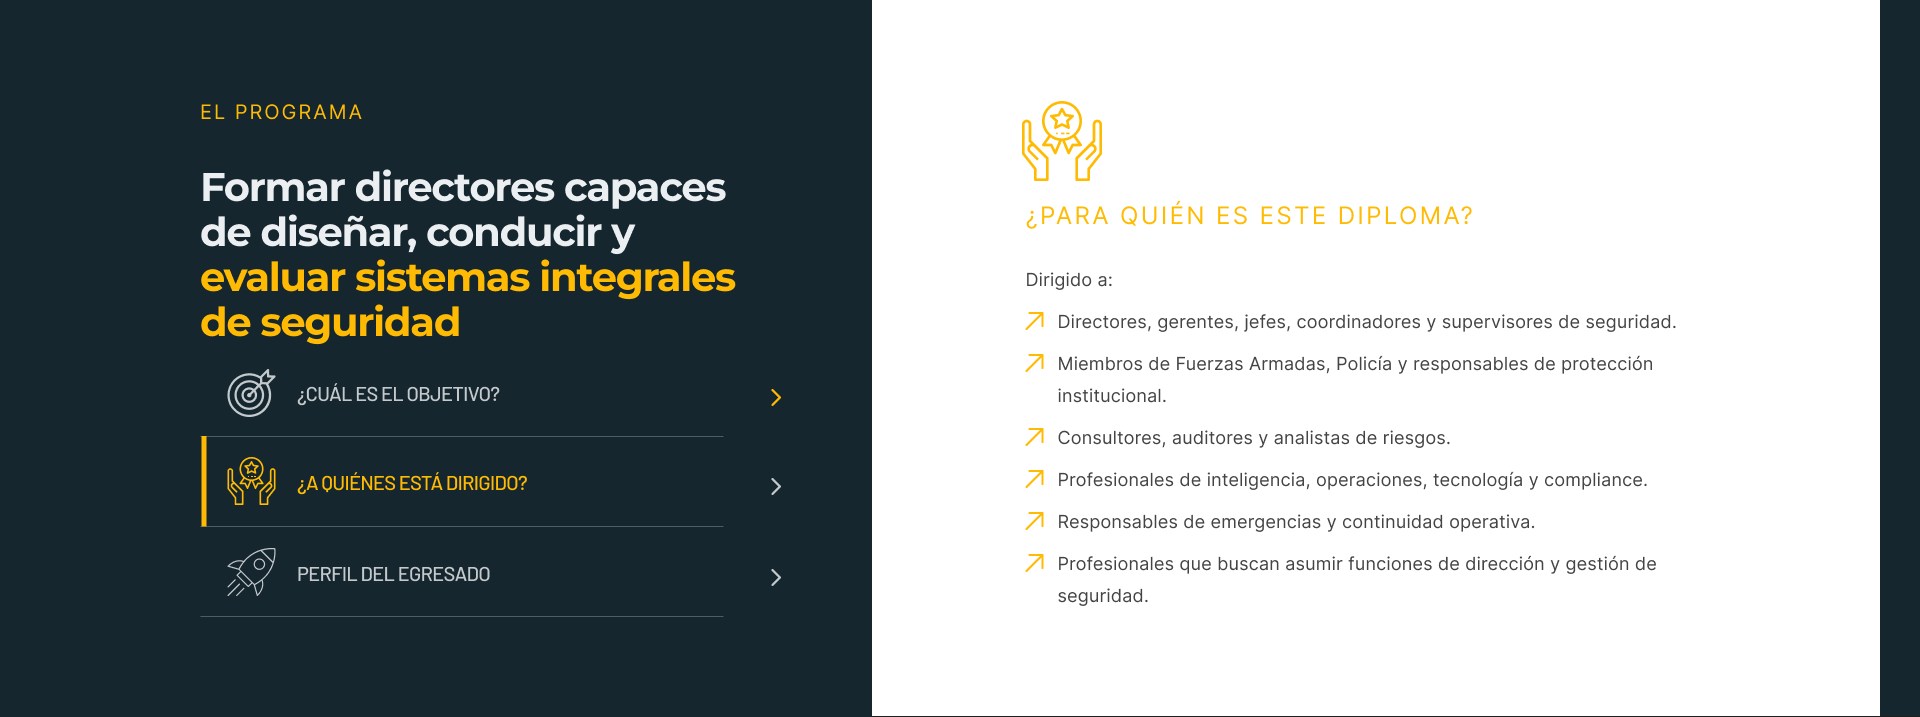 EL PROGRAMA
Formar directores capaces
de diseñar, conducir y
evaluar sistemas integrales
de seguridad
¿CUÁL ES EL OBJETIVO?
¿A QUIÉNES ESTÁ DIRIGIDO?
PERFIL DEL EGRESADO
¿PARA QUIÉN ES ESTE DIPLOMA?
Dirigido a:
Directores, gerentes, jefes, coordinadores y supervisores de seguridad.
Miembros de Fuerzas Armadas, Policía y responsables de protección
institucional.
Consultores, auditores y analistas de riesgos.
Profesionales de inteligencia, operaciones, tecnología y compliance.
Responsables de emergencias y continuidad operativa.
Profesionales que buscan asumir funciones de dirección y gestión de
seguridad.